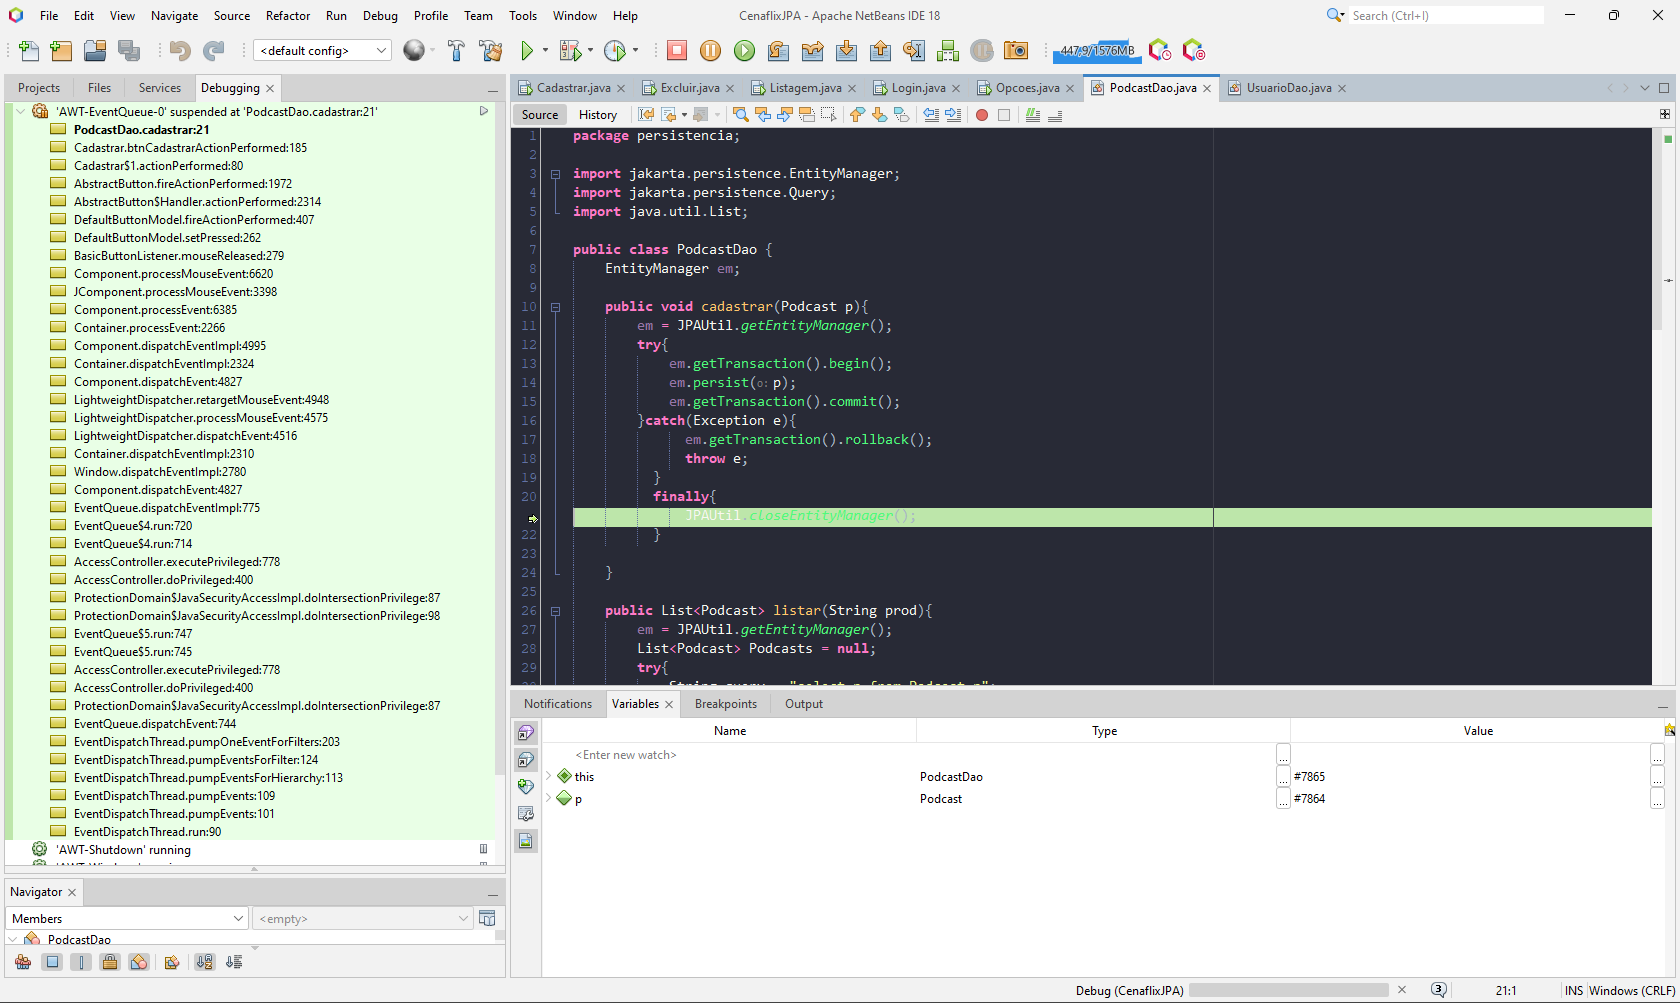 File Edit View Navigate Source Refactor Run Debug Profile Team Tools Window Help
CenaflixJPA - Apache NetBeans IDE 18
Search (Ctrl+I)
<default config>
447,9/1576MB
Projects Files Services Debugging
'AWT-EventQueue-0' suspended at 'PodcastDao.cadastrar:21'
PodcastDao.cadastrar:21
Cadastrar.btnCadastrarActionPerformed:185
Cadastrar$1.actionPerformed:80
AbstractButton.fireActionPerformed:1972
AbstractButton$Handler.actionPerformed:2314
DefaultButtonModel.fireActionPerformed:407
DefaultButtonModel.setPressed:262
BasicButtonListener.mouseReleased:279
Component.processMouseEvent:6620
JComponent.processMouseEvent:3398
Component.processEvent:6385
Container.processEvent:2266
Component.dispatchEventImpl:4995
Container.dispatchEventImpl:2324
Component.dispatchEvent:4827
LightweightDispatcher.retargetMouseEvent:4948
LightweightDispatcher.processMouseEvent:4575
LightweightDispatcher.dispatchEvent:4516
Container.dispatchEventImpl:2310
Window.dispatchEventImpl:2780
Component.dispatchEvent:4827
EventQueue.dispatchEventImpl:775
EventQueue$4.run:720
EventQueue$4.run:714
AccessController.executePrivileged:778
AccessController.doPrivileged:400
ProtectionDomain$JavaSecurityAccessImpl.doIntersectionPrivilege:87
ProtectionDomain$JavaSecurityAccessImpl.doIntersectionPrivilege:98
EventQueue$5.run:747
EventQueue$5.run:745
AccessController.executePrivileged:778
AccessController.doPrivileged:400
ProtectionDomain$JavaSecurityAccessImpl.doIntersectionPrivilege:87
EventQueue.dispatchEvent:744
EventDispatchThread.pumpOneEventForFilters:203
EventDispatchThread.pumpEventsForFilter:124
EventDispatchThread.pumpEventsForHierarchy:113
EventDispatchThread.pumpEvents:109
EventDispatchThread.pumpEvents:101
EventDispatchThread.run:90
'AWT-Shutdown' running
Navigator
Members
<empty>
PodcastDao
Cadastrar.java Excluir.java Listagem.java Login.java Opcoes.java PodcastDao.java UsuarioDao.java
Source History
1 package persistencia;
2
3 import jakarta.persistence.EntityManager;
4 import jakarta.persistence.Query;
5 import java.util.List;
6
7 public class PodcastDao {
8 EntityManager em;
9
10 public void cadastrar(Podcast p){
11 em = JPAUtil.getEntityManager();
12 try{
13 em.getTransaction().begin();
14 em.persist(o: p);
15 em.getTransaction().commit();
16 }catch(Exception e){
17 em.getTransaction().rollback();
18 throw e;
19 }
20 finally{
JPAUtil.closeEntityManager();
22 }
23
24 }
25
26 public List<Podcast> listar(String prod){
27 em = JPAUtil.getEntityManager();
28 List<Podcast> Podcasts = null;
29 try{
Notifications Variables Breakpoints Output
Name Type Value
<Enter new watch>
this PodcastDao ... #7865 ...
p Podcast ... #7864 ...
Debug (CenaflixJPA)
3
21:1
INS
Windows (CRLF)